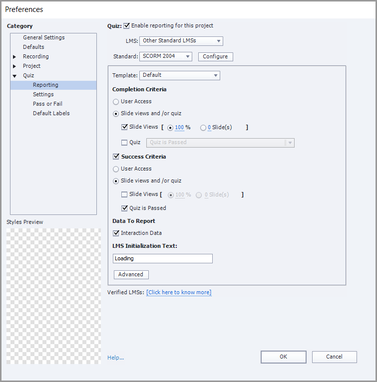 Preferences
Category
General Settings
Defaults
Recording
Project
Quiz
Reporting
Settings
Pass or Fail
Default Labels
Styles Preview
Quiz: Enable reporting for this project
LMS: Other Standard LMSs
Standard: SCORM 2004 Configure
Template: Default
Completion Criteria
User Access
Slide views and /or quiz
Slide Views [ 100 % 0 Slide(s) ]
Quiz Quiz is Passed
Success Criteria
User Access
Slide views and /or quiz
Slide Views [ 100 % 0 Slide(s) ]
Quiz is Passed
Data To Report
Interaction Data
LMS Initialization Text:
Loading
Advanced
Verified LMSs: [Click here to know more]
Help... OK Cancel